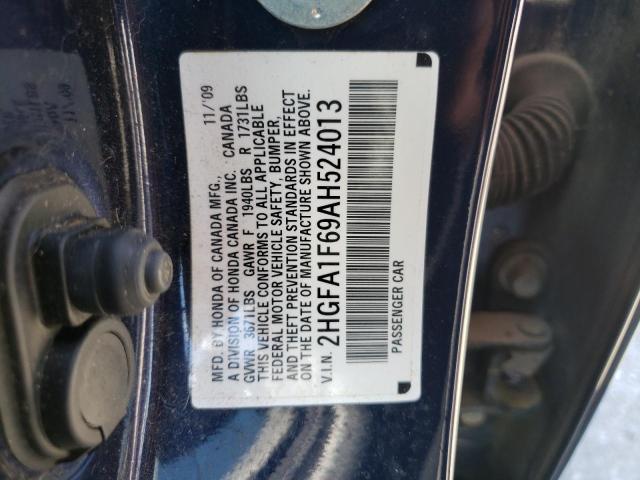 MFD. BY HONDA OF CANADA MFG., 11/'09
A DIVISION OF HONDA CANADA INC. CANADA
GVWR 3671LBS GAWR F 1940LBS R 1731LBS
THIS VEHICLE CONFORMS TO ALL APPLICABLE
FEDERAL MOTOR VEHICLE SAFETY, BUMPER,
AND THEFT PREVENTION STANDARDS IN EFFECT
ON THE DATE OF MANUFACTURE SHOWN ABOVE.
V.I.N. 2HGFA1F69AH524013
PASSENGER CAR